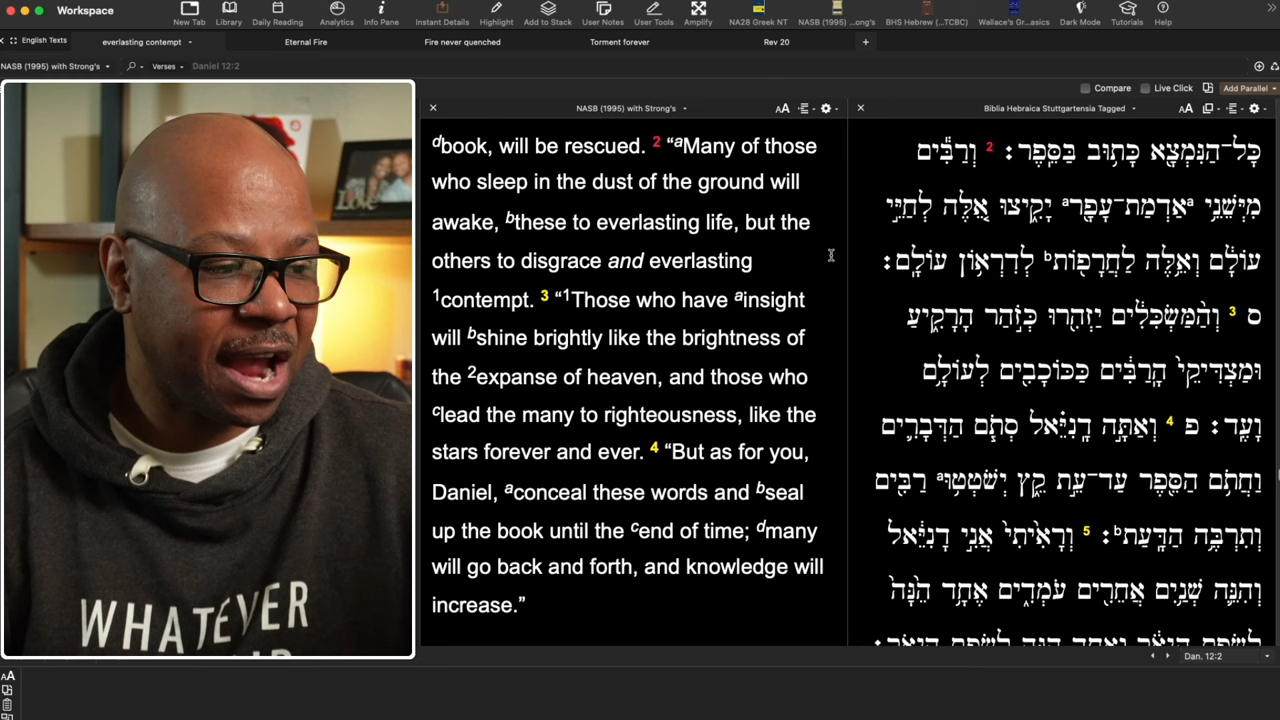 Workspace
New Tab
Library
Daily Reading
Analytics
Info Pane
Instant Details
Highlight
Add to Stack
User Notes
User Tools
Amplify
NA28 Greek NT
NASB (1995) ...ong's
BHS Hebrew (...TCBC)
Wallace's Gr...asics
Dark Mode
Tutorials
Help
English Texts
everlasting contempt
Eternal Fire
Fire never quenched
Torment forever
Rev 20
NASB (1995) with Strong's
Verses
Daniel 12:2
Compare
Live Click
Add Parallel
NASB (1995) with Strong's
dbook, will be rescued. 2 “aMany of those
who sleep in the dust of the ground will
awake, bthese to everlasting life, but the
others to disgrace and everlasting
1contempt. 3 “1Those who have ainsight
will bshine brightly like the brightness of
the 2expanse of heaven, and those who
clead the many to righteousness, like the
stars forever and ever. 4 “But as for you,
Daniel, aconceal these words and bseal
up the book until the cend of time; dmany
will go back and forth, and knowledge will
increase.”
Biblia Hebraica Stuttgartensia Tagged
כָּל־הַנִּמְצָ֖א כָּת֥וּב בַּסֵּֽפֶר׃ 2 וְרַבִּ֕ים
מִיְּשֵׁנֵ֥י aאַדְמַת־עָפָ֖רa יָקִ֑יצוּ אֵ֚לֶּה לְחַיֵּ֣י
עוֹלָ֔ם וְאֵ֥לֶּה לַחֲרָפ֖וֹתb לְדִרְא֥וֹן עוֹלָֽם׃
ס 3 וְהַ֨מַּשְׂכִּלִ֔ים יַזְהִ֖רוּ כְּזֹ֣הַר הָרָקִ֑יעַ
וּמַצְדִּיקֵי֙ הָֽרַבִּ֔ים כַּכּוֹכָבִ֖ים לְעוֹלָ֥ם
וָעֶֽד׃ פ 4 וְאַתָּ֣ה דָֽנִיֵּ֗אל סְתֹ֧ם הַדְּבָרִ֛ים
וַחֲתֹ֥ם הַסֵּ֖פֶר עַד־עֵ֣ת קֵ֑ץ יְשֹׁטְט֥וּa רַבִּ֖ים
וְתִרְבֶּ֥ה הַדָּֽעַתb׃ 5 וְרָאִ֙יתִי֙ אֲנִ֣י דָנִיֵּ֔אל
וְהִנֵּ֛ה שְׁנַ֥יִם אֲחֵרִ֖ים עֹמְדִ֑ים אֶחָ֥ד הֵ֙נָּה֙
לִשְׂפַ֣ת הַיְאֹ֔ר וְאֶחָ֥ד הֵ֖נָּה לִשְׂפַ֥ת הַיְאֹֽר׃
Dan. 12:2
LOVE
WHATEVER